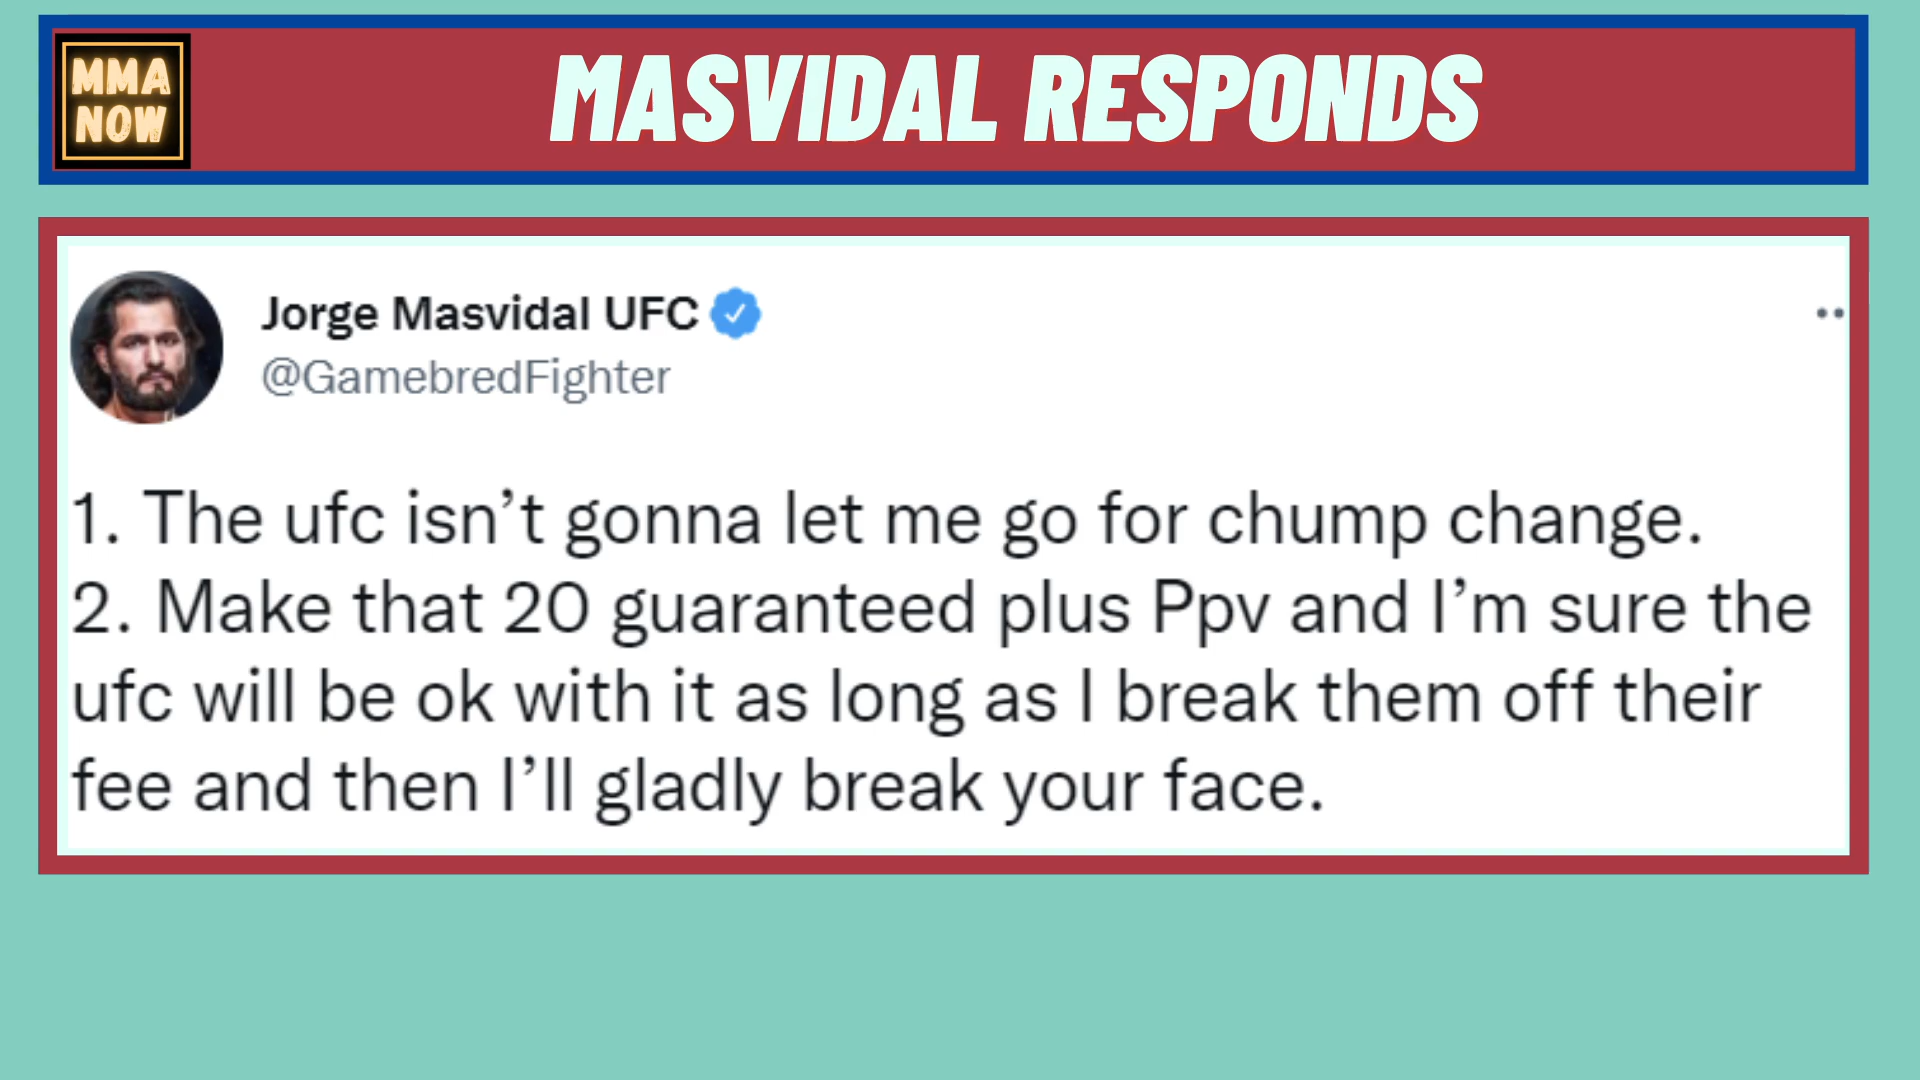 MMA
NOW
MASVIDAL RESPONDS
Jorge Masvidal UFC
@GamebredFighter
1. The ufc isn’t gonna let me go for chump change.
2. Make that 20 guaranteed plus Ppv and I’m sure the
ufc will be ok with it as long as I break them off their
fee and then I’ll gladly break your face.